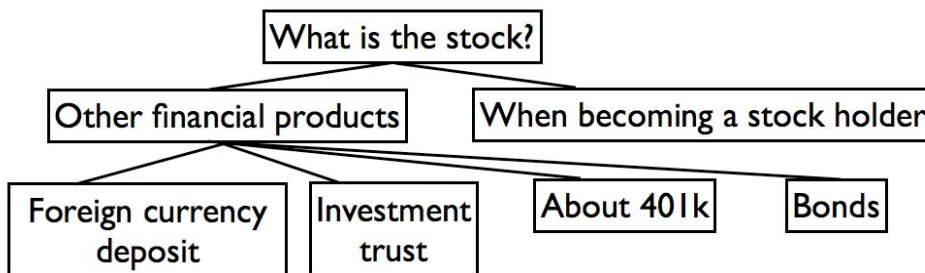 What is the stock?
Other financial products
When becoming a stock holder
Foreign currency
deposit
Investment
trust
About 401k
Bonds